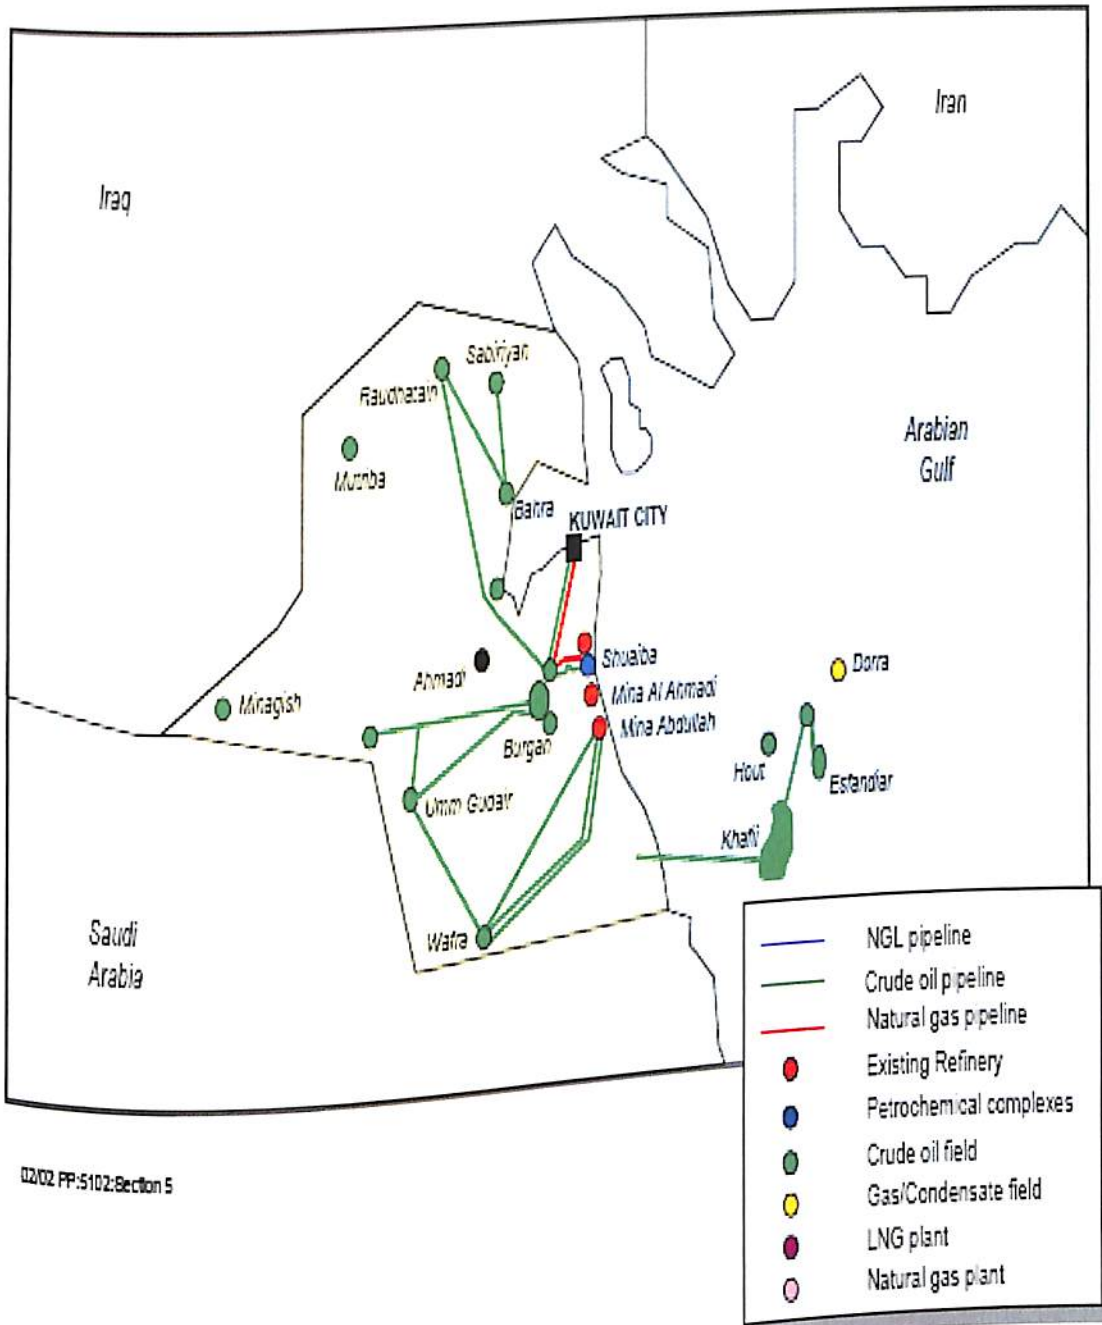 Iran
Iraq
Sabiriyah
Raudhatain
Arabian
Gulf
Mutriba
Bahra
KUWAIT CITY
Shuaiba
Dorra
Ahmadi
Mina Al Ahmadi
Minagish
Mina Abdullah
Burgan
Hout
Esfandiar
Umm Gudair
Khafji
Saudi
Arabia
Wafra
NGL pipeline
Crude oil pipeline
Natural gas pipeline
Existing Refinery
Petrochemical complexes
Crude oil field
Gas/Condensate field
LNG plant
Natural gas plant
02/02 PP:5102:Section 5